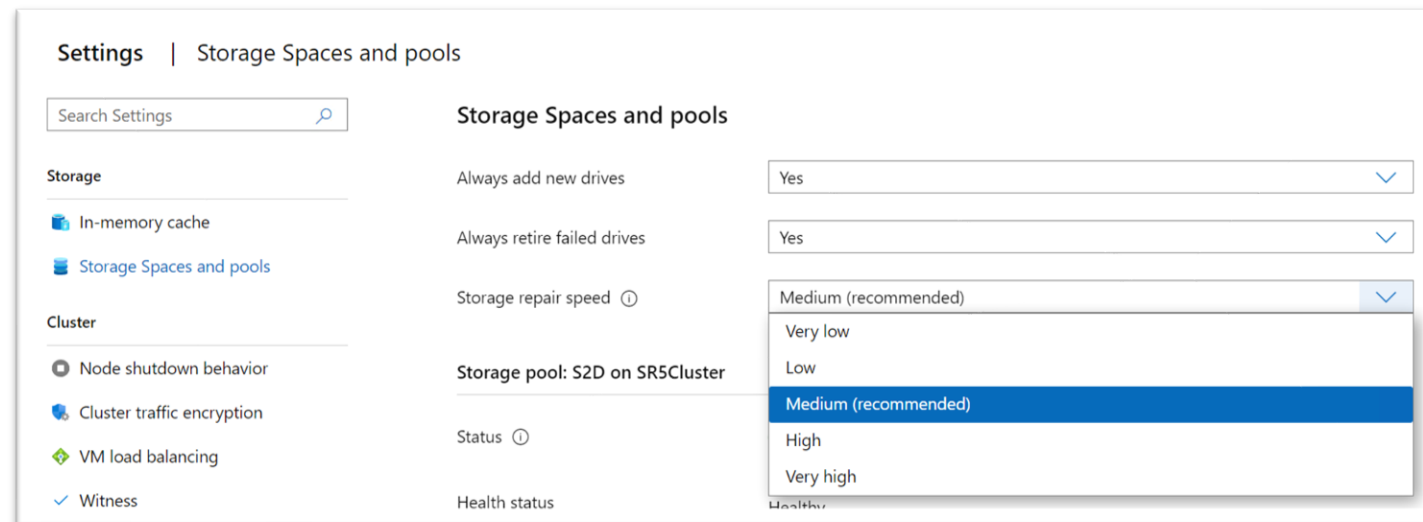 Settings | Storage Spaces and pools
Search Settings
Storage
In-memory cache
Storage Spaces and pools
Cluster
Node shutdown behavior
Cluster traffic encryption
VM load balancing
Witness
Storage Spaces and pools
Always add new drives
Yes
Always retire failed drives
Yes
Storage repair speed
Medium (recommended)
Very low
Low
Medium (recommended)
High
Very high
Storage pool: S2D on SR5Cluster
Status
Health status
Healthy